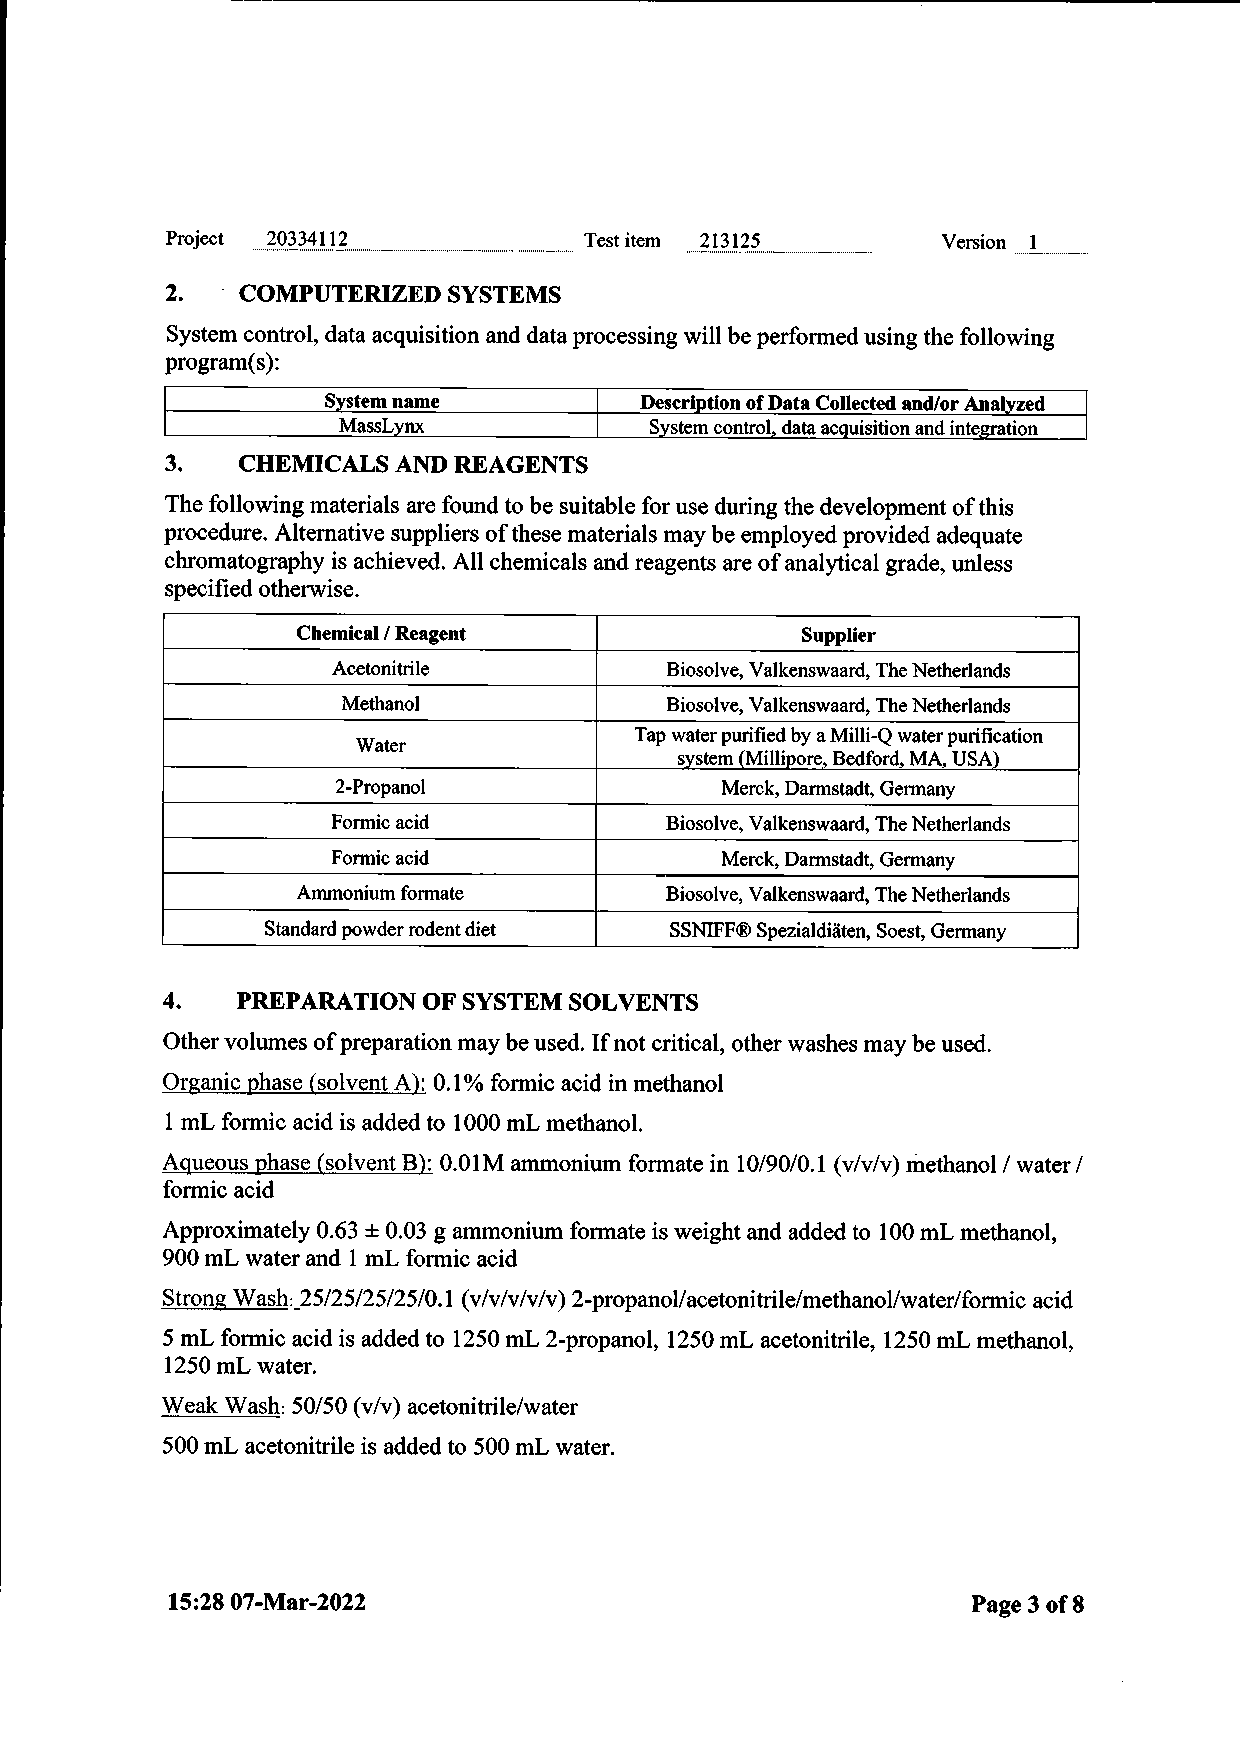 Project 20334112 Test item 213125 Version 1
2. COMPUTERIZED SYSTEMS
System control, data acquisition and data processing will be performed using the following
program(s):
System name Description of Data Collected and/or Analyzed
MassLynx System control, data acquisition and integration
3. CHEMICALS AND REAGENTS
The following materials are found to be suitable for use during the development of this
procedure. Alternative suppliers of these materials may be employed provided adequate
chromatography is achieved. All chemicals and reagents are of analytical grade, unless
specified otherwise.
Chemical / Reagent Supplier
Acetonitrile Biosolve, Valkenswaard, The Netherlands
Methanol Biosolve, Valkenswaard, The Netherlands
Water Tap water purified by a Milli-Q water purification
system (Millipore, Bedford, MA, USA)
2-Propanol Merck, Darmstadt, Germany
Formic acid Biosolve, Valkenswaard, The Netherlands
Formic acid Merck, Darmstadt, Germany
Ammonium formate Biosolve, Valkenswaard, The Netherlands
Standard powder rodent diet SSNIFF® Spezialdiäten, Soest, Germany
4. PREPARATION OF SYSTEM SOLVENTS
Other volumes of preparation may be used. If not critical, other washes may be used.
Organic phase (solvent A): 0.1% formic acid in methanol
1 mL formic acid is added to 1000 mL methanol.
Aqueous phase (solvent B): 0.01M ammonium formate in 10/90/0.1 (v/v/v) methanol / water /
formic acid
Approximately 0.63 ± 0.03 g ammonium formate is weight and added to 100 mL methanol,
900 mL water and 1 mL formic acid
Strong Wash: 25/25/25/25/0.1 (v/v/v/v/v) 2-propanol/acetonitrile/methanol/water/formic acid
5 mL formic acid is added to 1250 mL 2-propanol, 1250 mL acetonitrile, 1250 mL methanol,
1250 mL water.
Weak Wash: 50/50 (v/v) acetonitrile/water
500 mL acetonitrile is added to 500 mL water.
15:28 07-Mar-2022 Page 3 of 8